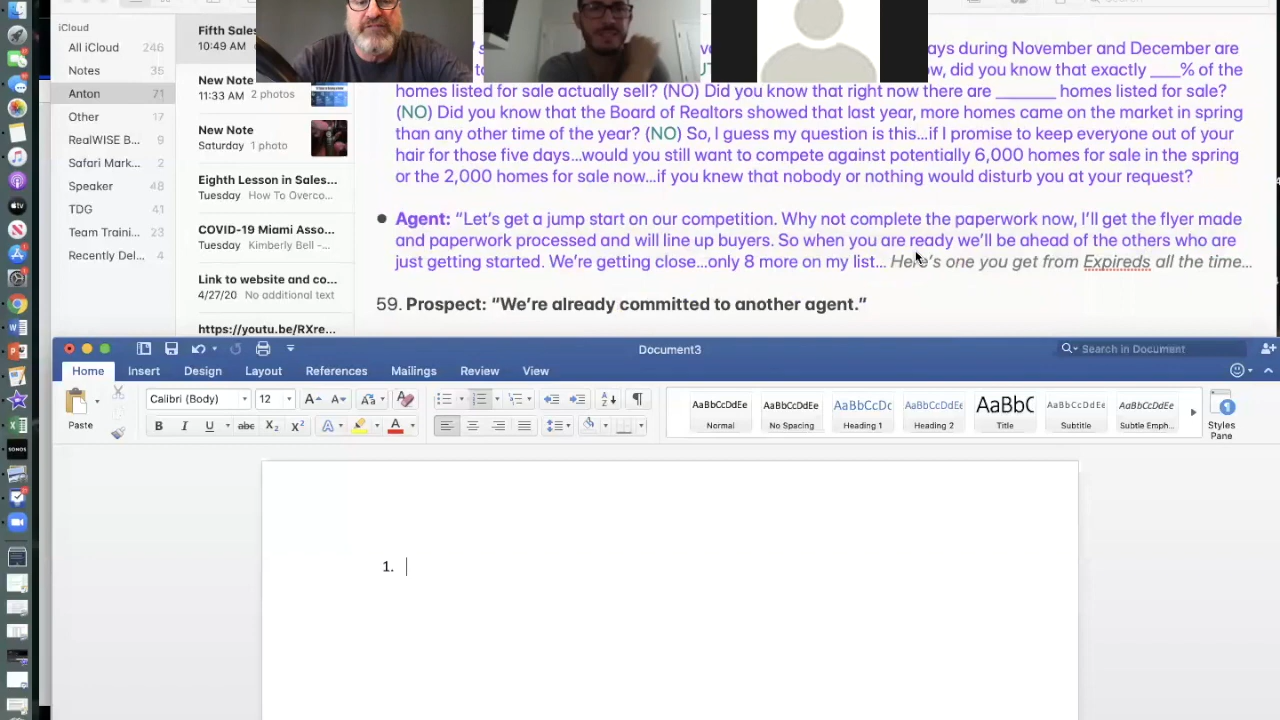 iCloud
All iCloud 246
Notes 35
Anton 71
Other 17
RealWISE B... 9
Safari Mark... 2
Speaker 48
TDG 41
Team Traini... 23
Recently Del... 4
Fifth Sales
10:49 AM
New Note
11:33 AM 2 photos
New Note
Saturday 1 photo
Eighth Lesson in Sales...
Tuesday How To Overco...
COVID-19 Miami Asso...
Tuesday Kimberly Bell -...
Link to website and co...
4/27/20 No additional text
https://youtu.be/RXre...
Search
ays during November and December are
did you know that exactly ____% of the
homes listed for sale actually sell? (NO) Did you know that right now there are _______ homes listed for sale?
(NO) Did you know that the Board of Realtors showed that last year, more homes came on the market in spring
than any other time of the year? (NO) So, I guess my question is this...if I promise to keep everyone out of your
hair for those five days...would you still want to compete against potentially 6,000 homes for sale in the spring
or the 2,000 homes for sale now...if you knew that nobody or nothing would disturb you at your request?
● Agent: “Let’s get a jump start on our competition. Why not complete the paperwork now, I’ll get the flyer made
and paperwork processed and will line up buyers. So when you are ready we’ll be ahead of the others who are
just getting started. We’re getting close...only 8 more on my list... Here’s one you get from Expireds all the time...
59. Prospect: “We’re already committed to another agent.”
Document3
Search in Document
Home Insert Design Layout References Mailings Review View
Paste
Calibri (Body) 12
AaBbCcDdEe AaBbCcDdEe AaBbCcDc AaBbCcDdEe AaBbC AaBbCcDdEe AaBbCcDdEe
Normal No Spacing Heading 1 Heading 2 Title Subtitle Subtle Emph...
Styles
Pane
1.